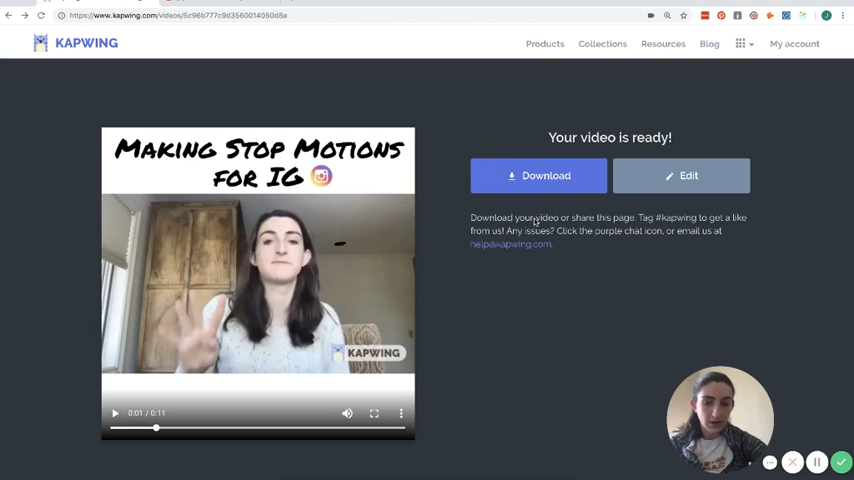 https://www.kapwing.com/videos/5c96b777c9d3560014050d8a
KAPWING
Products
Collections
Resources
Blog
My account
MAKING STOP MOTIONS
FOR IG
KAPWING
0:01 / 0:11
Your video is ready!
Download
Edit
Download your video or share this page. Tag #kapwing to get a like
from us! Any issues? Click the purple chat icon, or email us at
help@kapwing.com.